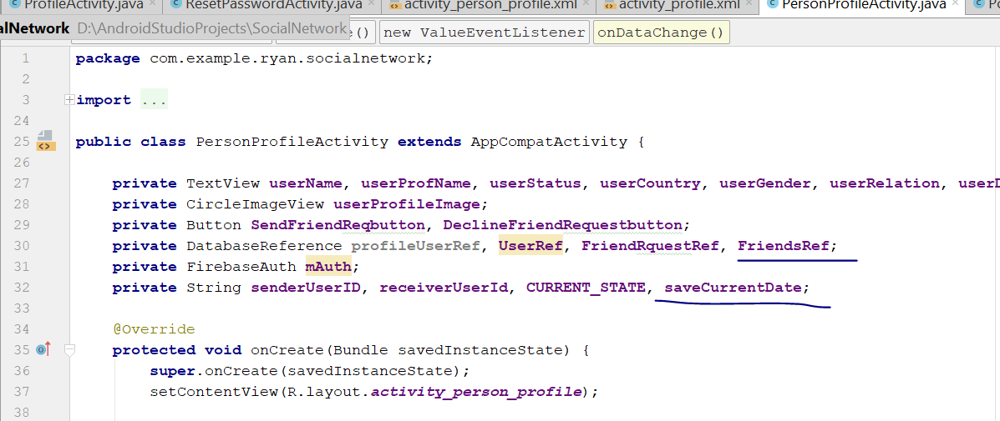 ProfileActivity.java × ResetPasswordActivity.java × activity_person_profile.xml × activity_profile.xml × PersonProfileActivity.java ×
alNetwork D:\AndroidStudioProjects\SocialNetwork () new ValueEventListener onDataChange()
1 package com.example.ryan.socialnetwork;
2
3 import ...
24
25 public class PersonProfileActivity extends AppCompatActivity {
26
27 private TextView userName, userProfName, userStatus, userCountry, userGender, userRelation, userD
28 private CircleImageView userProfileImage;
29 private Button SendFriendReqbutton, DeclineFriendRequestbutton;
30 private DatabaseReference profileUserRef, UserRef, FriendRquestRef, FriendsRef;
31 private FirebaseAuth mAuth;
32 private String senderUserID, receiverUserId, CURRENT_STATE, saveCurrentDate;
33
34 @Override
35 protected void onCreate(Bundle savedInstanceState) {
36 super.onCreate(savedInstanceState);
37 setContentView(R.layout.activity_person_profile);
38